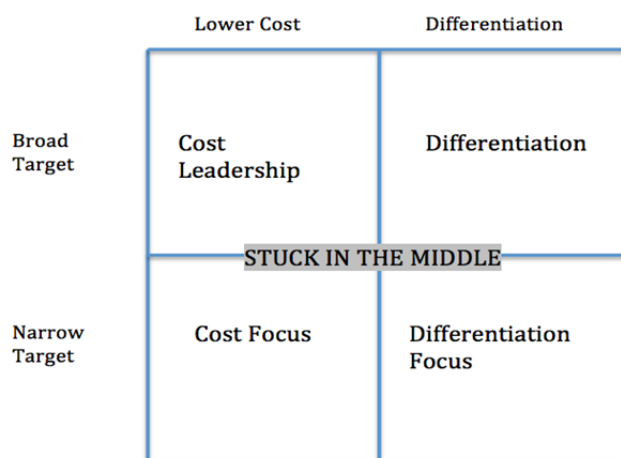 Lower Cost Differentiation
Broad
Target
Cost
Leadership
Differentiation
STUCK IN THE MIDDLE
Narrow
Target
Cost Focus
Differentiation
Focus